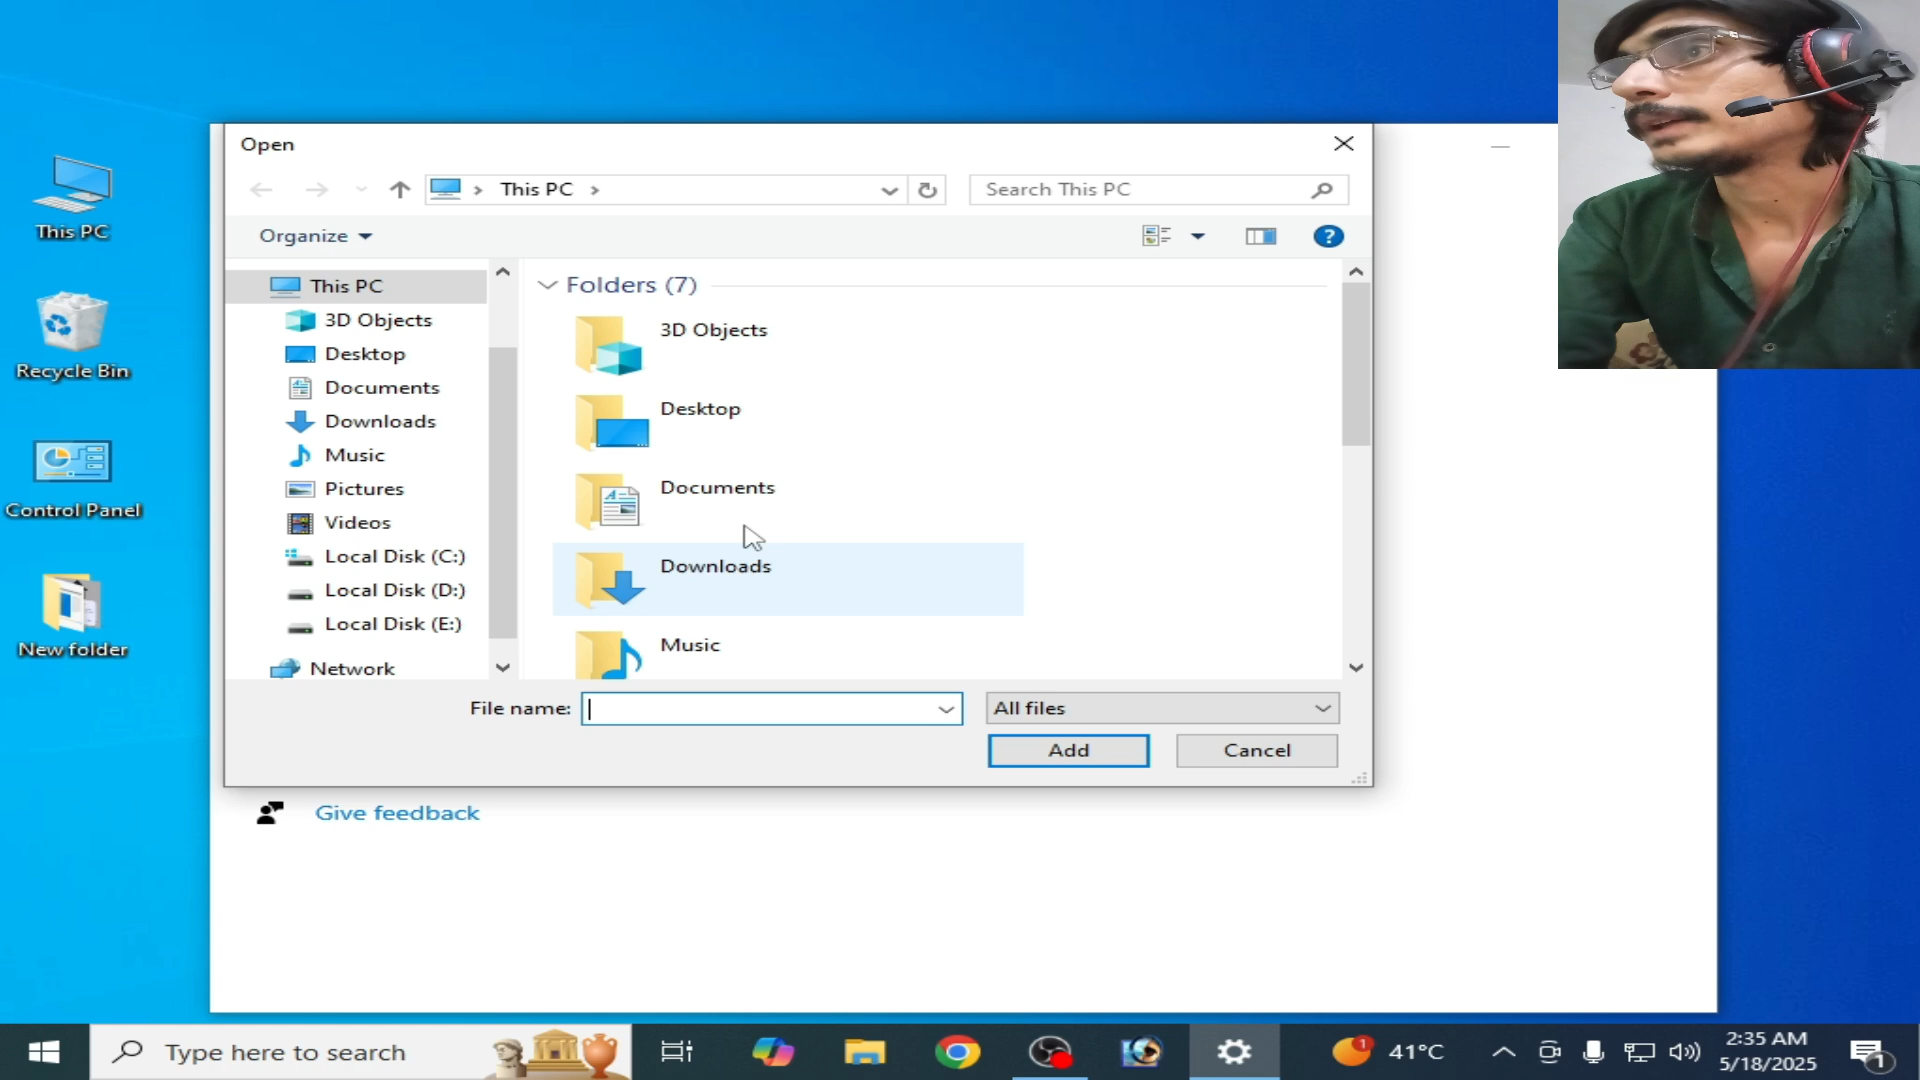 Open
This PC
Search This PC
Organize
?
This PC
3D Objects
Desktop
Documents
Downloads
Music
Pictures
Videos
Local Disk (C:)
Local Disk (D:)
Local Disk (E:)
Network
Folders (7)
3D Objects
Desktop
Documents
Downloads
Music
File name:
All files
Add
Cancel
Give feedback
This PC
Recycle Bin
Control Panel
New folder
Type here to search
1
41°C
2:35 AM
5/18/2025
1